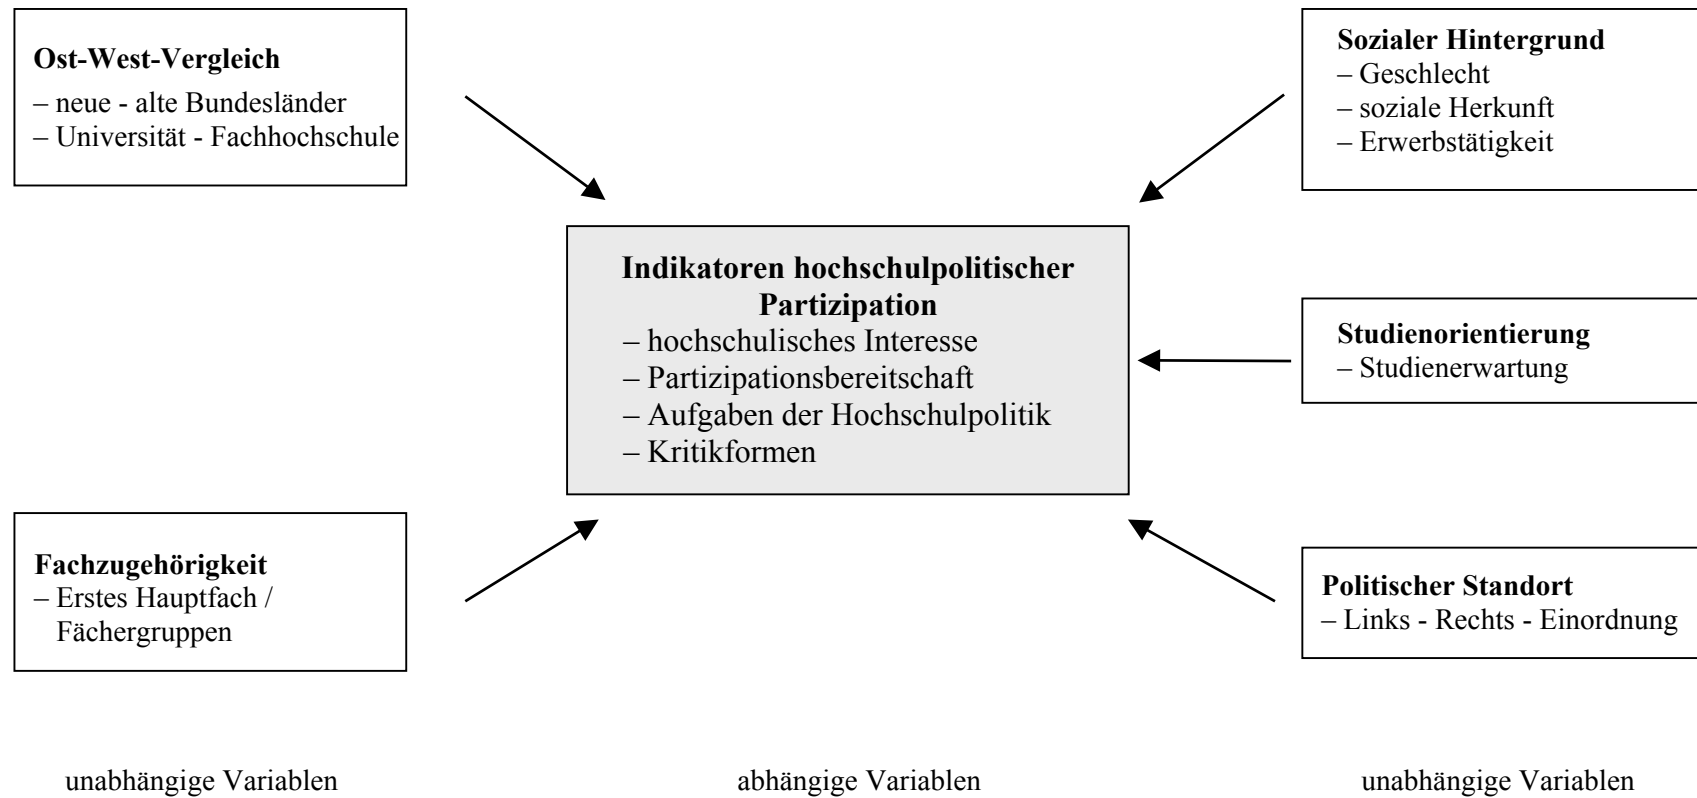 Ost-West-Vergleich
– neue - alte Bundesländer
– Universität - Fachhochschule
Sozialer Hintergrund
– Geschlecht
– soziale Herkunft
– Erwerbstätigkeit
Indikatoren hochschulpolitischer
Partizipation
– hochschulisches Interesse
– Partizipationsbereitschaft
– Aufgaben der Hochschulpolitik
– Kritikformen
Studienorientierung
– Studienerwartung
Fachzugehörigkeit
– Erstes Hauptfach /
Fächergruppen
Politischer Standort
– Links - Rechts - Einordnung
unabhängige Variablen
abhängige Variablen
unabhängige Variablen